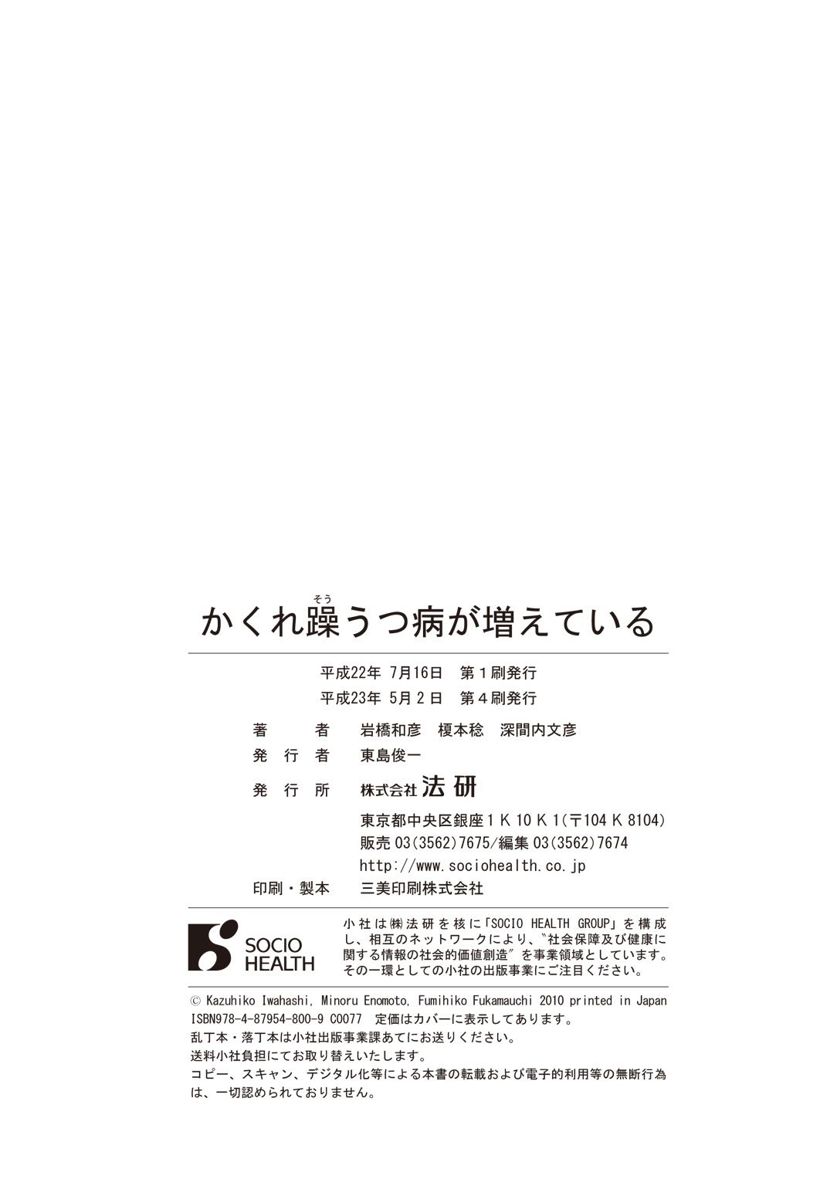 そう
かくれ躁うつ病が増えている
平成22年 7月16日　第１刷発行
平成23年 5月２日　第４刷発行
著　　者　岩橋和彦　榎本稔　深間内文彦
発 行 者　東島俊一
発 行 所　株式会社 法 研
東京都中央区銀座1 K 10 K 1(〒104 K 8104)
販売 03(3562)7675/編集 03(3562)7674
http://www.sociohealth.co.jp
印刷・製本　三美印刷株式会社
SOCIO
HEALTH
小社は㈱法研を核に「SOCIO HEALTH GROUP」を構成
し、相互のネットワークにより、〝社会保障及び健康に
関する情報の社会的価値創造〞を事業領域としています。
その一環としての小社の出版事業にご注目ください。
© Kazuhiko Iwahashi, Minoru Enomoto, Fumihiko Fukamauchi 2010 printed in Japan
ISBN978-4-87954-800-9 C0077　定価はカバーに表示してあります。
乱丁本・落丁本は小社出版事業課あてにお送りください。
送料小社負担にてお取り替えいたします。
コピー、スキャン、デジタル化等による本書の転載および電子的利用等の無断行為
は、一切認められておりません。